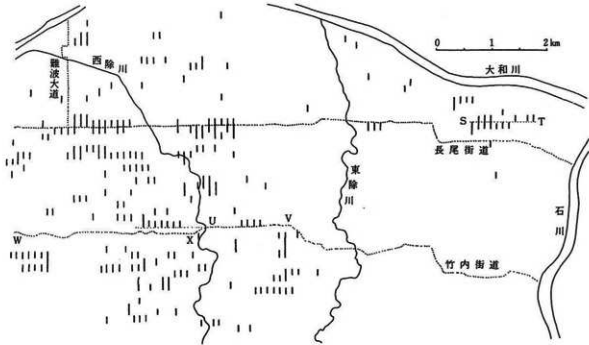 難波大道
西除川
0 1 2km
大和川
S T
長尾街道
東除川
石川
U V
W X
竹内街道